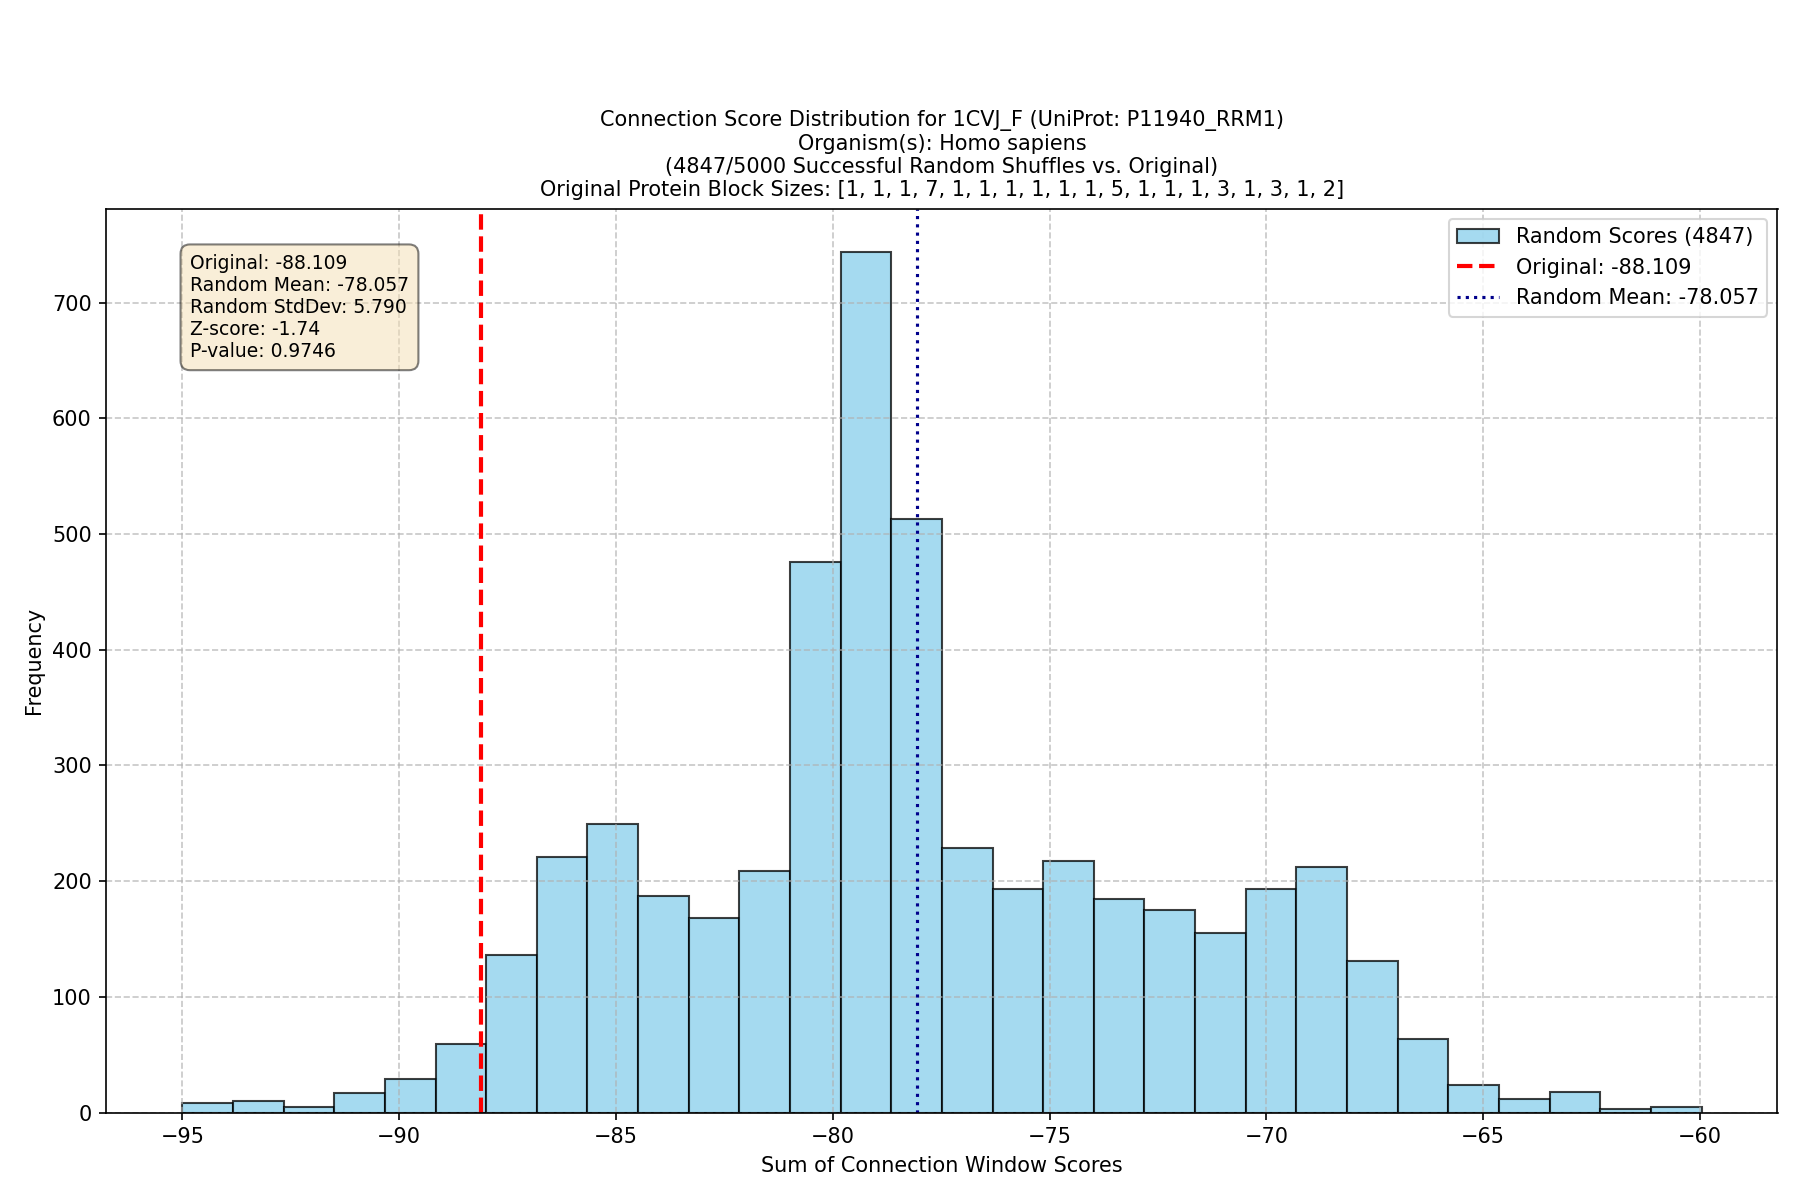 Connection Score Distribution for 1CVJ_F (UniProt: P11940_RRM1)
Organism(s): Homo sapiens
(4847/5000 Successful Random Shuffles vs. Original)
Original Protein Block Sizes: [1, 1, 1, 7, 1, 1, 1, 1, 1, 1, 5, 1, 1, 1, 3, 1, 3, 1, 2]
Original: -88.109
Random Mean: -78.057
Random StdDev: 5.790
Z-score: -1.74
P-value: 0.9746
Random Scores (4847)
Original: -88.109
Random Mean: -78.057
Frequency
700
600
500
400
300
200
100
0
−95 −90 −85 −80 −75 −70 −65 −60
Sum of Connection Window Scores